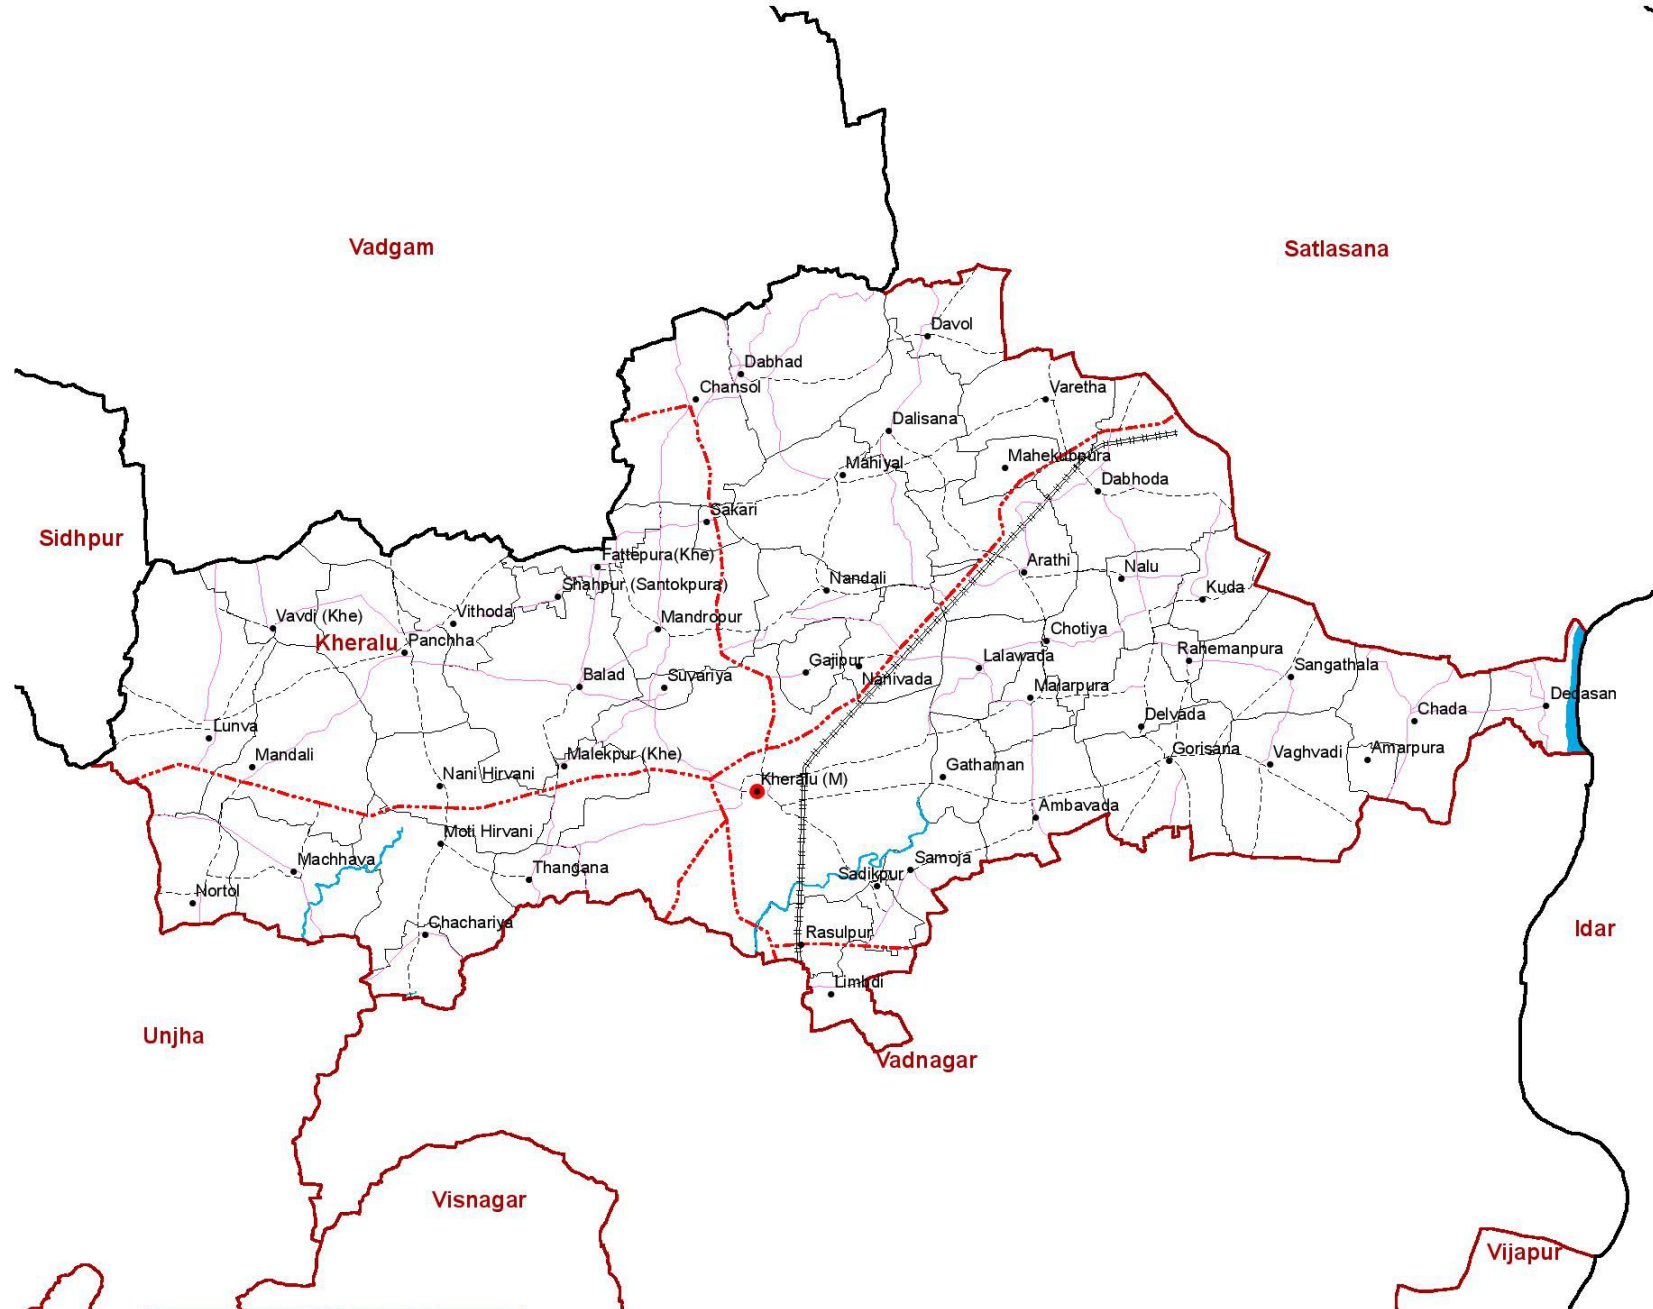 Vadgam
Satlasana
Davol
Dabhad
Chansol
Varetha
Dalisana
Mahekubpura
Mahiyal
Dabhoda
Sakari
Sidhpur
Fattepura(Khe)
Arathi
Nalu
Shahpur (Santokpura)
Nandali
Kuda
Vavdi (Khe)
Vithoda
Mandropur
Chotiya
Kheralu
Panchha
Rahemanpura
Lalawada
Gajipur
Sangathala
Balad
Suvariya
Nanivada
Malarpura
Dedasan
Chada
Delvada
Lunva
Gorisana
Amarpura
Mandali
Malekpur (Khe)
Vaghvadi
Gathaman
Nani Hirvani
Kheralu (M)
Ambavada
Moti Hirvani
Machhava
Samoja
Thangana
Sadikpur
Nortol
Chachariya
Rasulpur
Idar
Limbdi
Unjha
Vadnagar
Visnagar
Vijapur